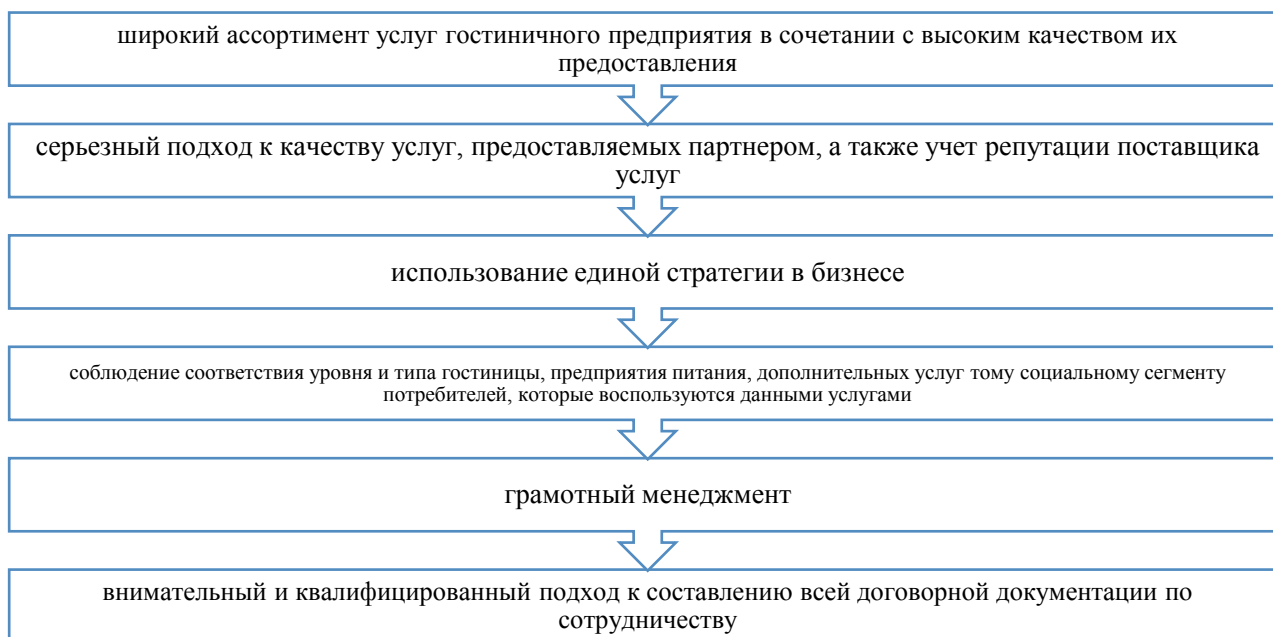 широкий ассортимент услуг гостиничного предприятия в сочетании с высоким качеством их
предоставления
серьезный подход к качеству услуг, предоставляемых партнером, а также учет репутации поставщика
услуг
использование единой стратегии в бизнесе
соблюдение соответствия уровня и типа гостиницы, предприятия питания, дополнительных услуг тому социальному сегменту
потребителей, которые воспользуются данными услугами
грамотный менеджмент
внимательный и квалифицированный подход к составлению всей договорной документации по
сотрудничеству